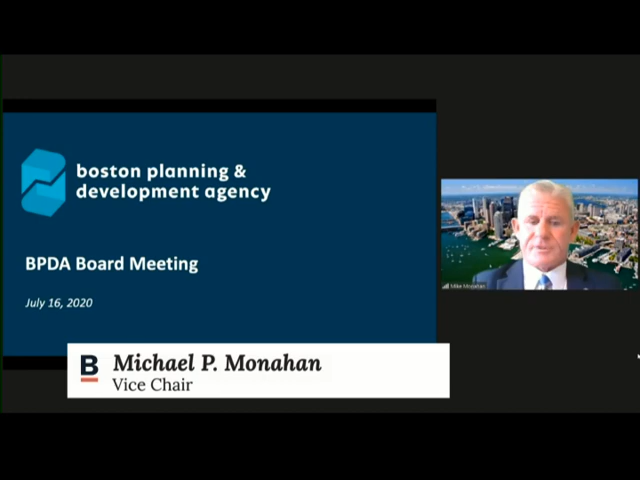 boston planning &
development agency
BPDA Board Meeting
July 16, 2020
Mike Monahan
B
Michael P. Monahan
Vice Chair